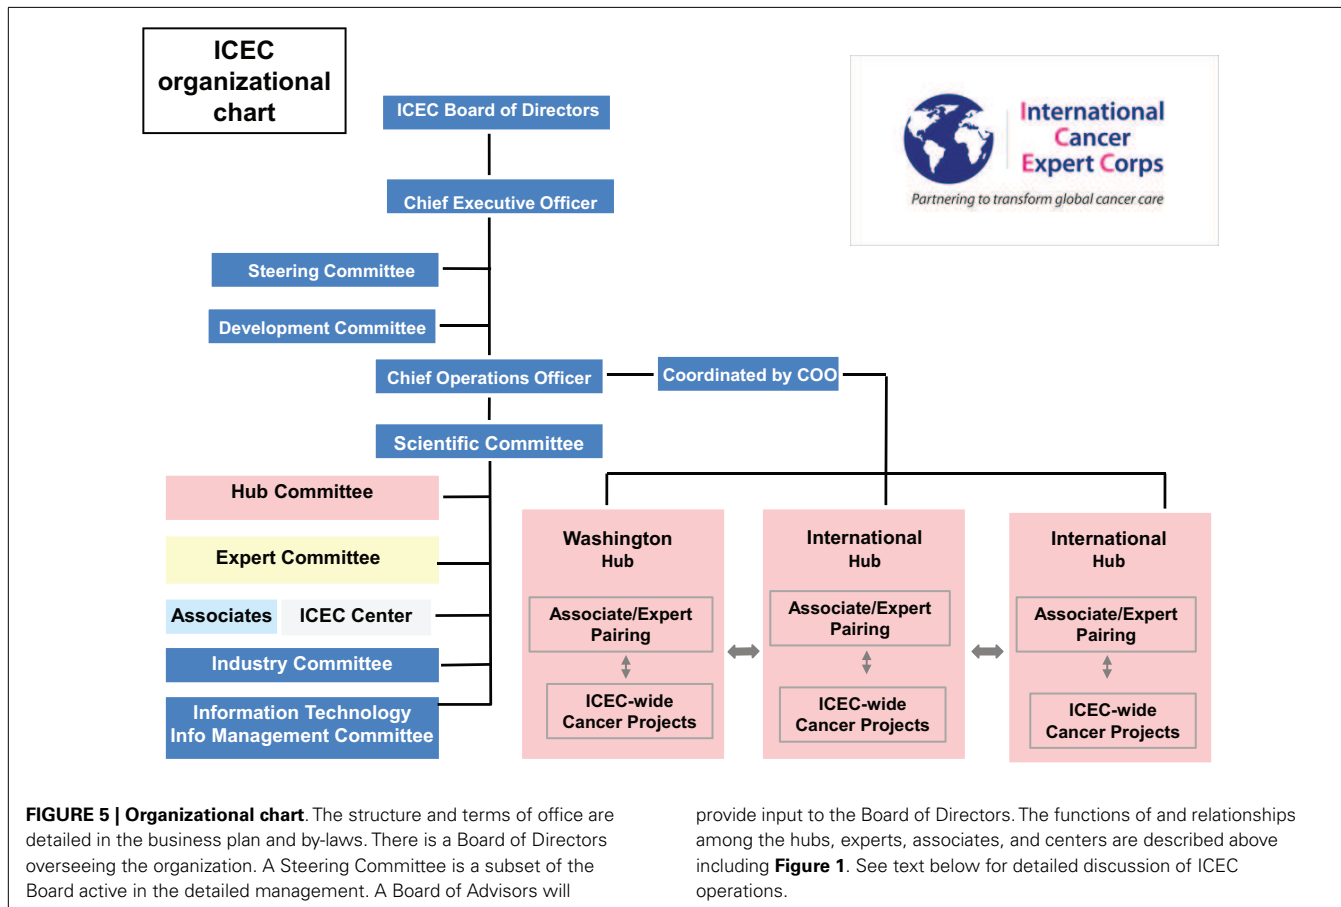 ICEC
organizational
chart
ICEC Board of Directors
Chief Executive Officer
Steering Committee
Development Committee
Chief Operations Officer
Coordinated by COO
Scientific Committee
Hub Committee
Expert Committee
Associates
ICEC Center
Industry Committee
Information Technology
Info Management Committee
International
Cancer
Expert Corps
Partnering to transform global cancer care
Washington
Hub
Associate/Expert
Pairing
ICEC-wide
Cancer Projects
International
Hub
Associate/Expert
Pairing
ICEC-wide
Cancer Projects
International
Hub
Associate/Expert
Pairing
ICEC-wide
Cancer Projects
FIGURE 5 | Organizational chart. The structure and terms of office are
detailed in the business plan and by-laws. There is a Board of Directors
overseeing the organization. A Steering Committee is a subset of the
Board active in the detailed management. A Board of Advisors will
provide input to the Board of Directors. The functions of and relationships
among the hubs, experts, associates, and centers are described above
including Figure 1. See text below for detailed discussion of ICEC
operations.